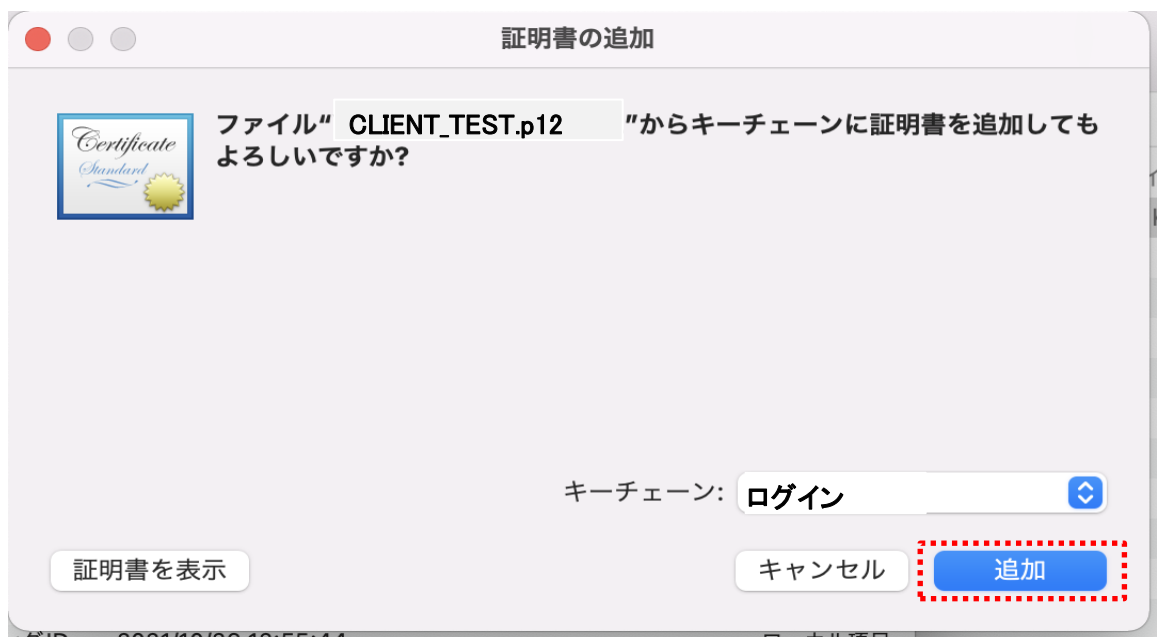 証明書の追加
Certificate
Standard
ファイル“ CLIENT_TEST.p12 ”からキーチェーンに証明書を追加しても
よろしいですか?
キーチェーン: ログイン
証明書を表示 キャンセル 追加